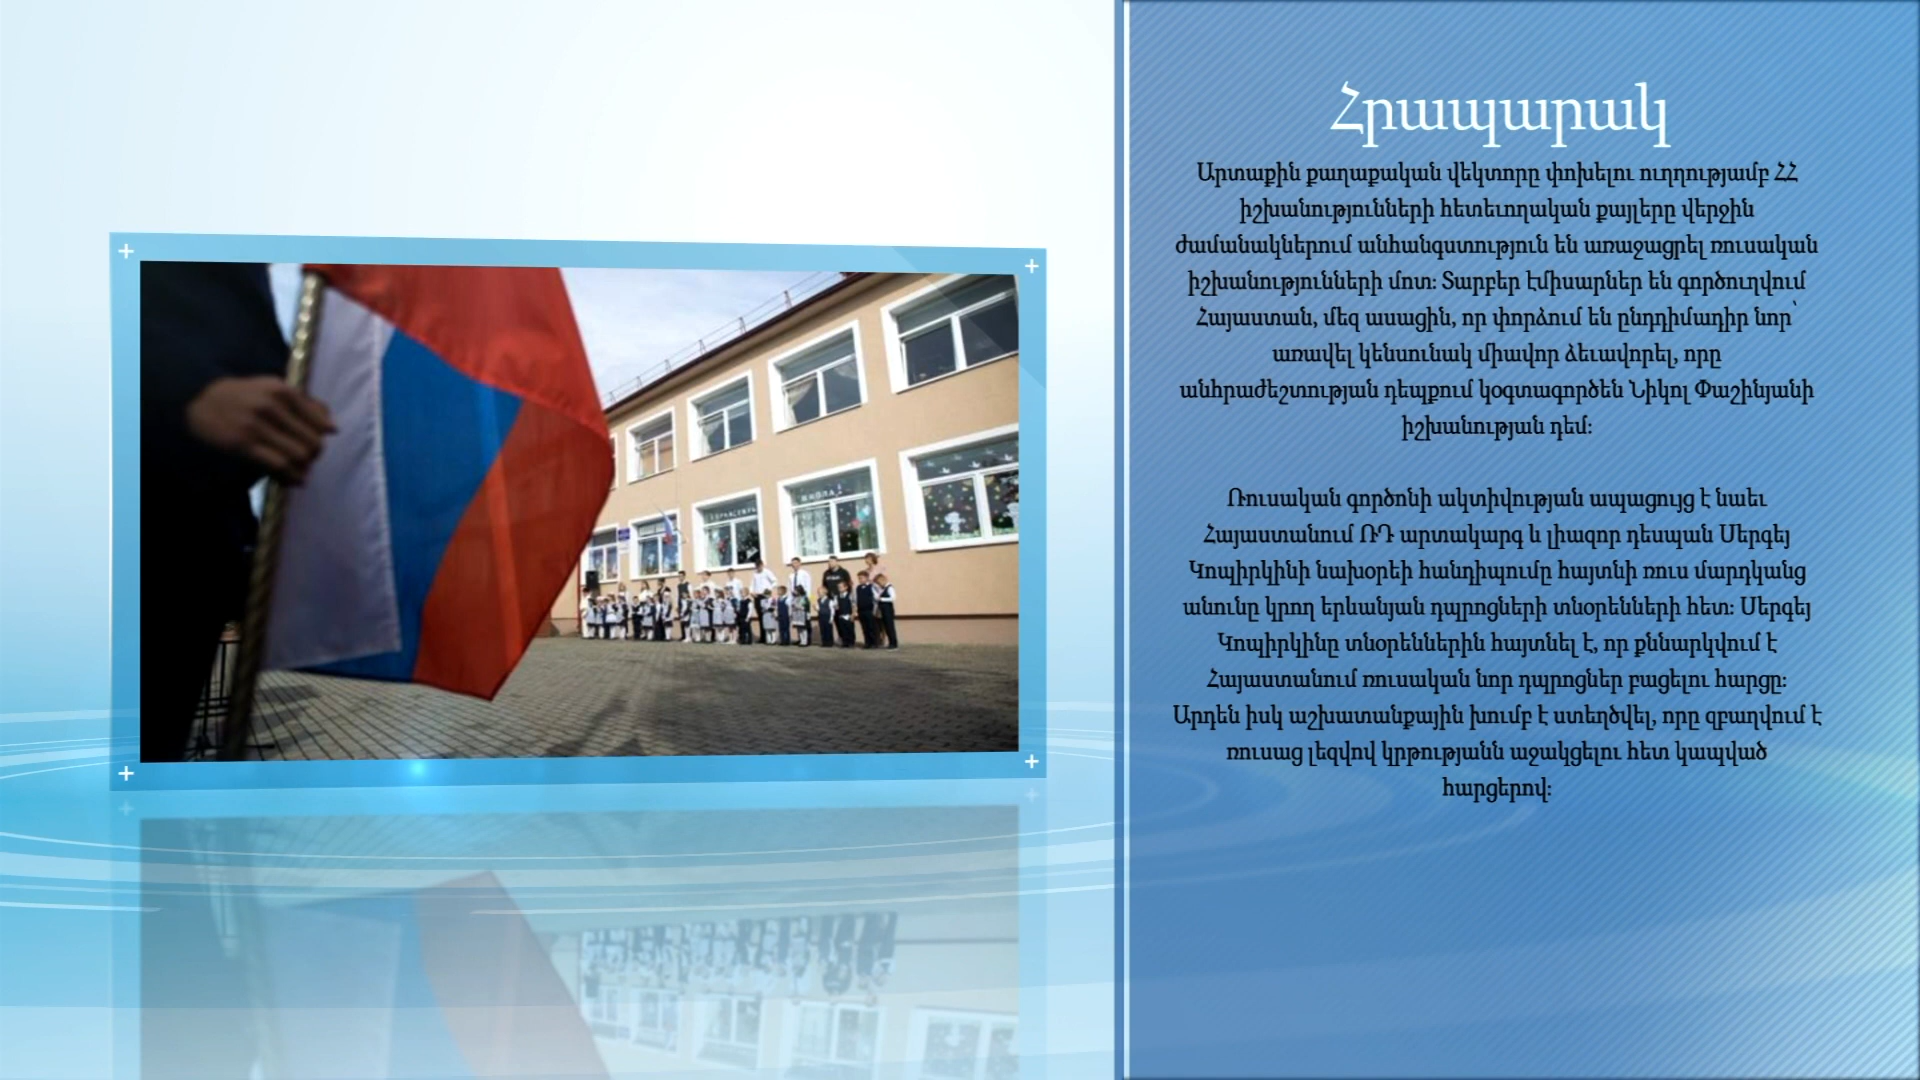 Հրապարակ
Արտաքին քաղաքական վեկտորը փոխելու ուղղությամբ ՀՀ
իշխանությունների հետեւողական քայլերը վերջին
ժամանակներում անհանգստություն են առաջացրել ռուսական
իշխանությունների մոտ։ Տարբեր էմիսարներ են գործուղվում
Հայաստան, մեզ ասացին, որ փորձում են ընդդիմադիր նոր՝
առավել կենսունակ միավոր ձեւավորել, որը
անհրաժեշտության դեպքում կօգտագործեն Նիկոլ Փաշինյանի
իշխանության դեմ։
Ռուսական գործոնի ակտիվության ապացույց է նաեւ
Հայաստանում ՌԴ արտակարգ և լիազոր դեսպան Սերգեյ
Կոպիրկինի նախօրեի հանդիպումը հայտնի ռուս մարդկանց
անունը կրող երևանյան դպրոցների տնօրենների հետ։ Սերգեյ
Կոպիրկինը տնօրեններին հայտնել է, որ քննարկվում է
Հայաստանում ռուսական նոր դպրոցներ բացելու հարցը։
Արդեն իսկ աշխատանքային խումբ է ստեղծվել, որը զբաղվում է
ռուսաց լեզվով կրթությանն աջակցելու հետ կապված
հարցերով։